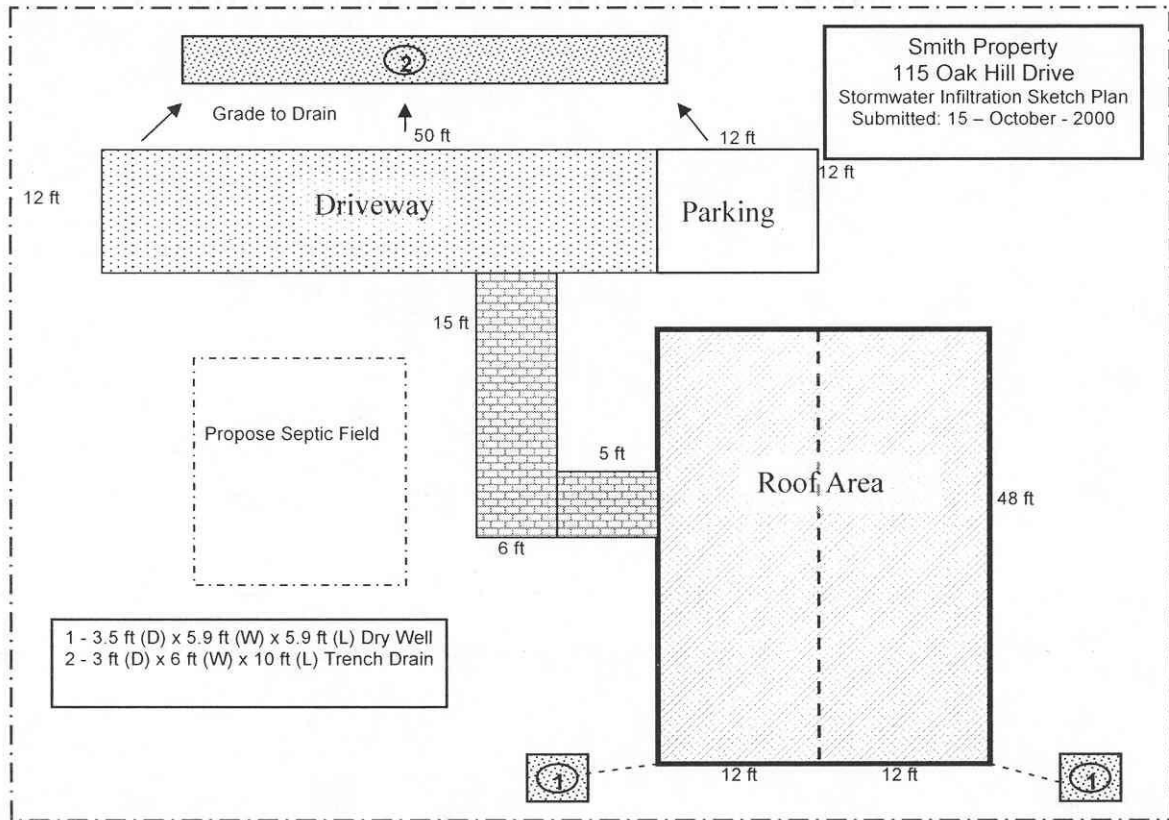 2
Smith Property
115 Oak Hill Drive
Stormwater Infiltration Sketch Plan
Submitted: 15 – October - 2000
Grade to Drain
50 ft
12 ft
12 ft
12 ft
Driveway
Parking
15 ft
Propose Septic Field
5 ft
Roof Area
48 ft
6 ft
1 - 3.5 ft (D) x 5.9 ft (W) x 5.9 ft (L) Dry Well
2 - 3 ft (D) x 6 ft (W) x 10 ft (L) Trench Drain
1
12 ft
12 ft
1